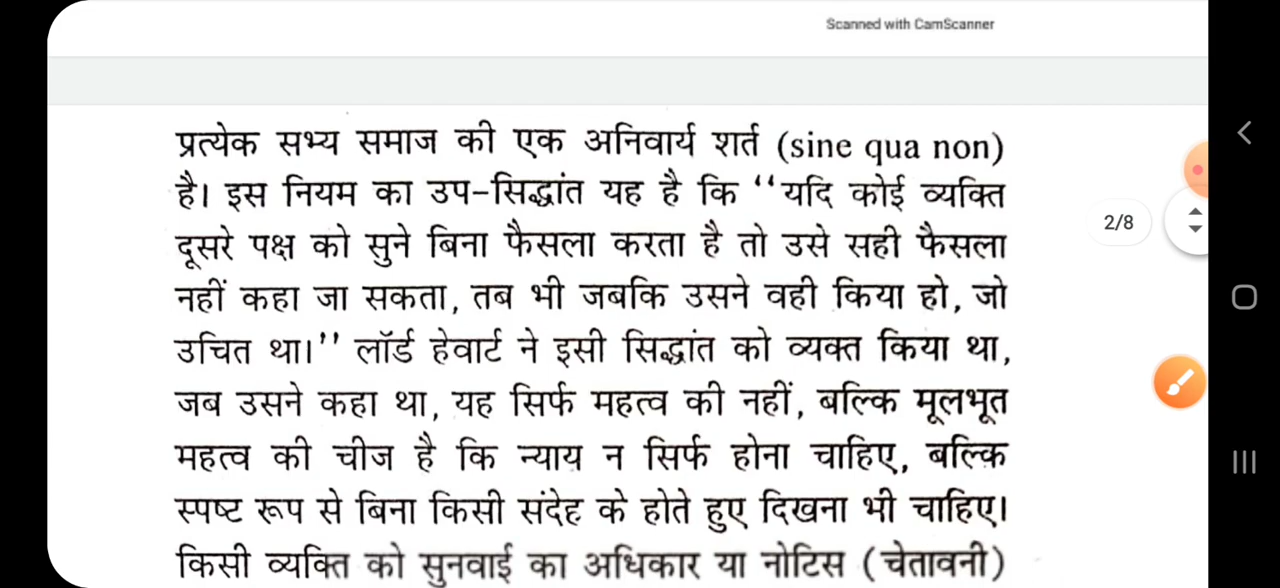 Scanned with CamScanner
प्रत्येक सभ्य समाज की एक अनिवार्य शर्त (sine qua non)
है। इस नियम का उप-सिद्धांत यह है कि ‘‘यदि कोई व्यक्ति
दूसरे पक्ष को सुने बिना फैसला करता है तो उसे सही फैसला
नहीं कहा जा सकता, तब भी जबकि उसने वही किया हो, जो
उचित था।’’ लॉर्ड हेवार्ट ने इसी सिद्धांत को व्यक्त किया था,
जब उसने कहा था, यह सिर्फ महत्व की नहीं, बल्कि मूलभूत
महत्व की चीज है कि न्याय न सिर्फ होना चाहिए, बल्कि
स्पष्ट रूप से बिना किसी संदेह के होते हुए दिखना भी चाहिए।
किसी व्यक्ति को सुनवाई का अधिकार या नोटिस (चेतावनी)
2/8